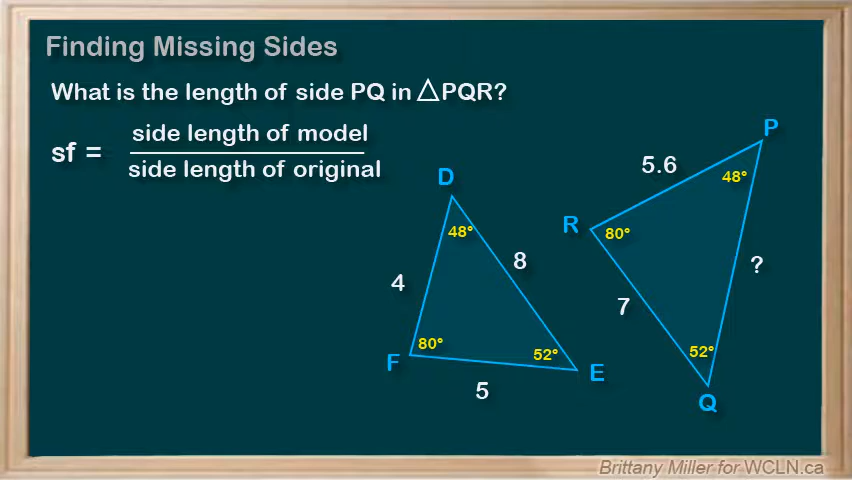 Finding Missing Sides
What is the length of side PQ in △PQR?
sf = side length of model
side length of original
D
48°
4
8
80°
52°
F
E
5
P
5.6
48°
R
80°
?
7
52°
Q
Brittany Miller for WCLN.ca